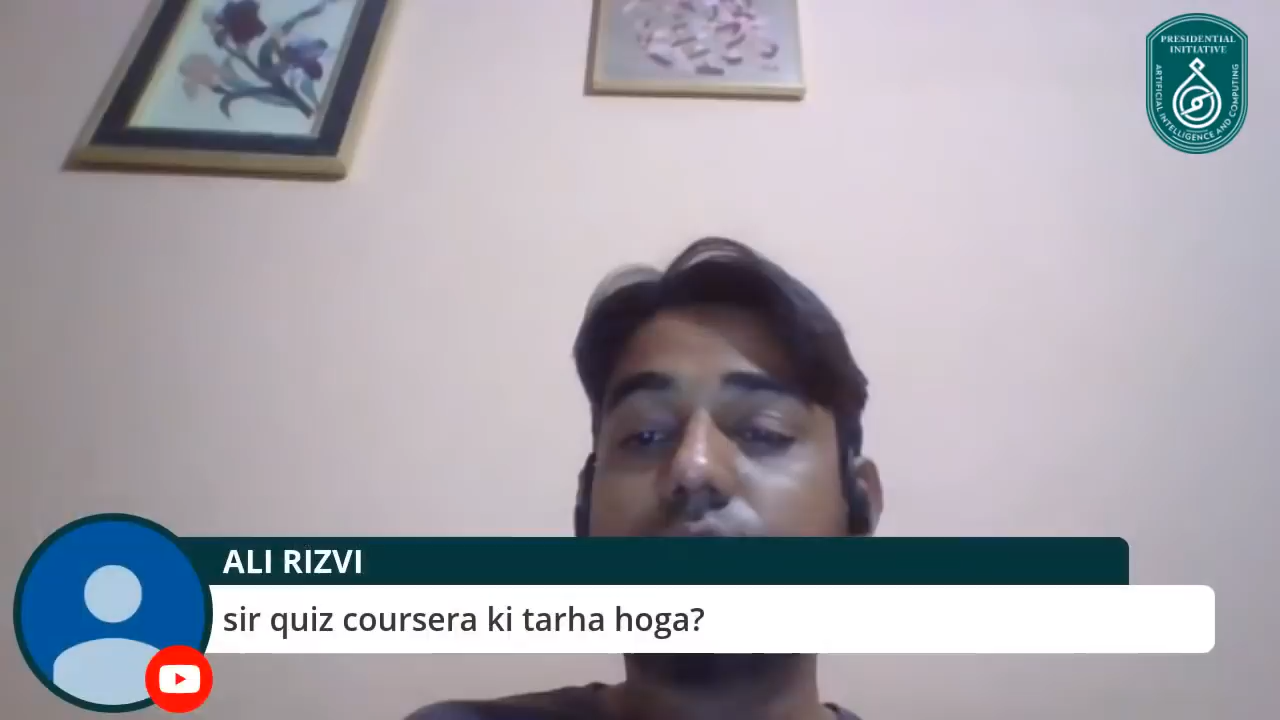 PRESIDENTIAL
INITIATIVE
ARTIFICIAL INTELLIGENCE AND COMPUTING
ALI RIZVI
sir quiz coursera ki tarha hoga?